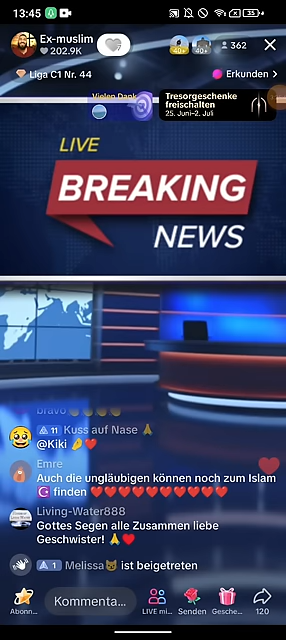 13:45
35
Ex-muslim
202.9K
40+
40+
362
Liga C1 Nr. 44
Erkunden >
Vielen Dank
Tresorgeschenke
freischalten
25. Juni–2. Juli
LIVE
BREAKING
NEWS
bravo 👏👏👏👏
11 Kuss auf Nase 🙏
@Kiki 🤌❤️
Emre
Auch die ungläubigen können noch zum Islam
☪️ finden ❤️❤️❤️❤️❤️❤️❤️❤️❤️❤️❤️
Living-Water888
Gottes Segen alle Zusammen liebe
Geschwister! 🙏❤️
1 Melissa🐱 ist beigetreten
Abonn...
Kommenta...
LIVE mi...
Senden
Gesche...
120